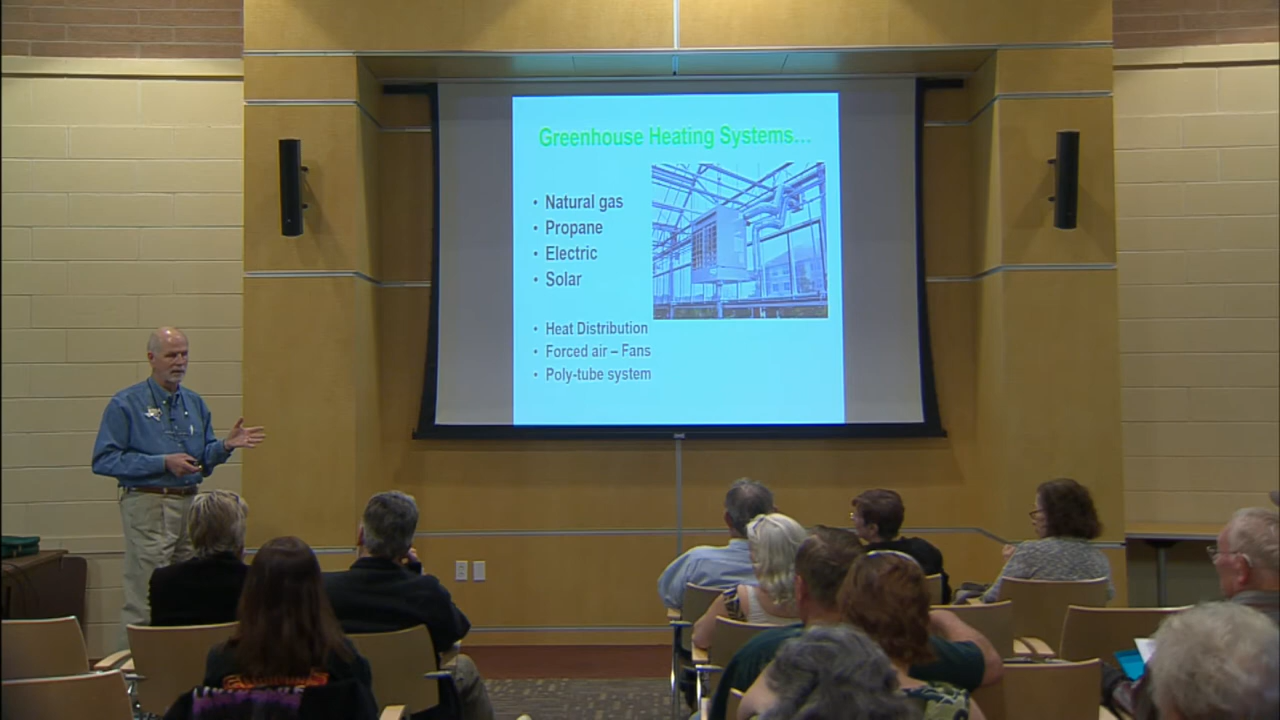 Greenhouse Heating Systems...
• Natural gas
• Propane
• Electric
• Solar
• Heat Distribution
• Forced air – Fans
• Poly-tube system